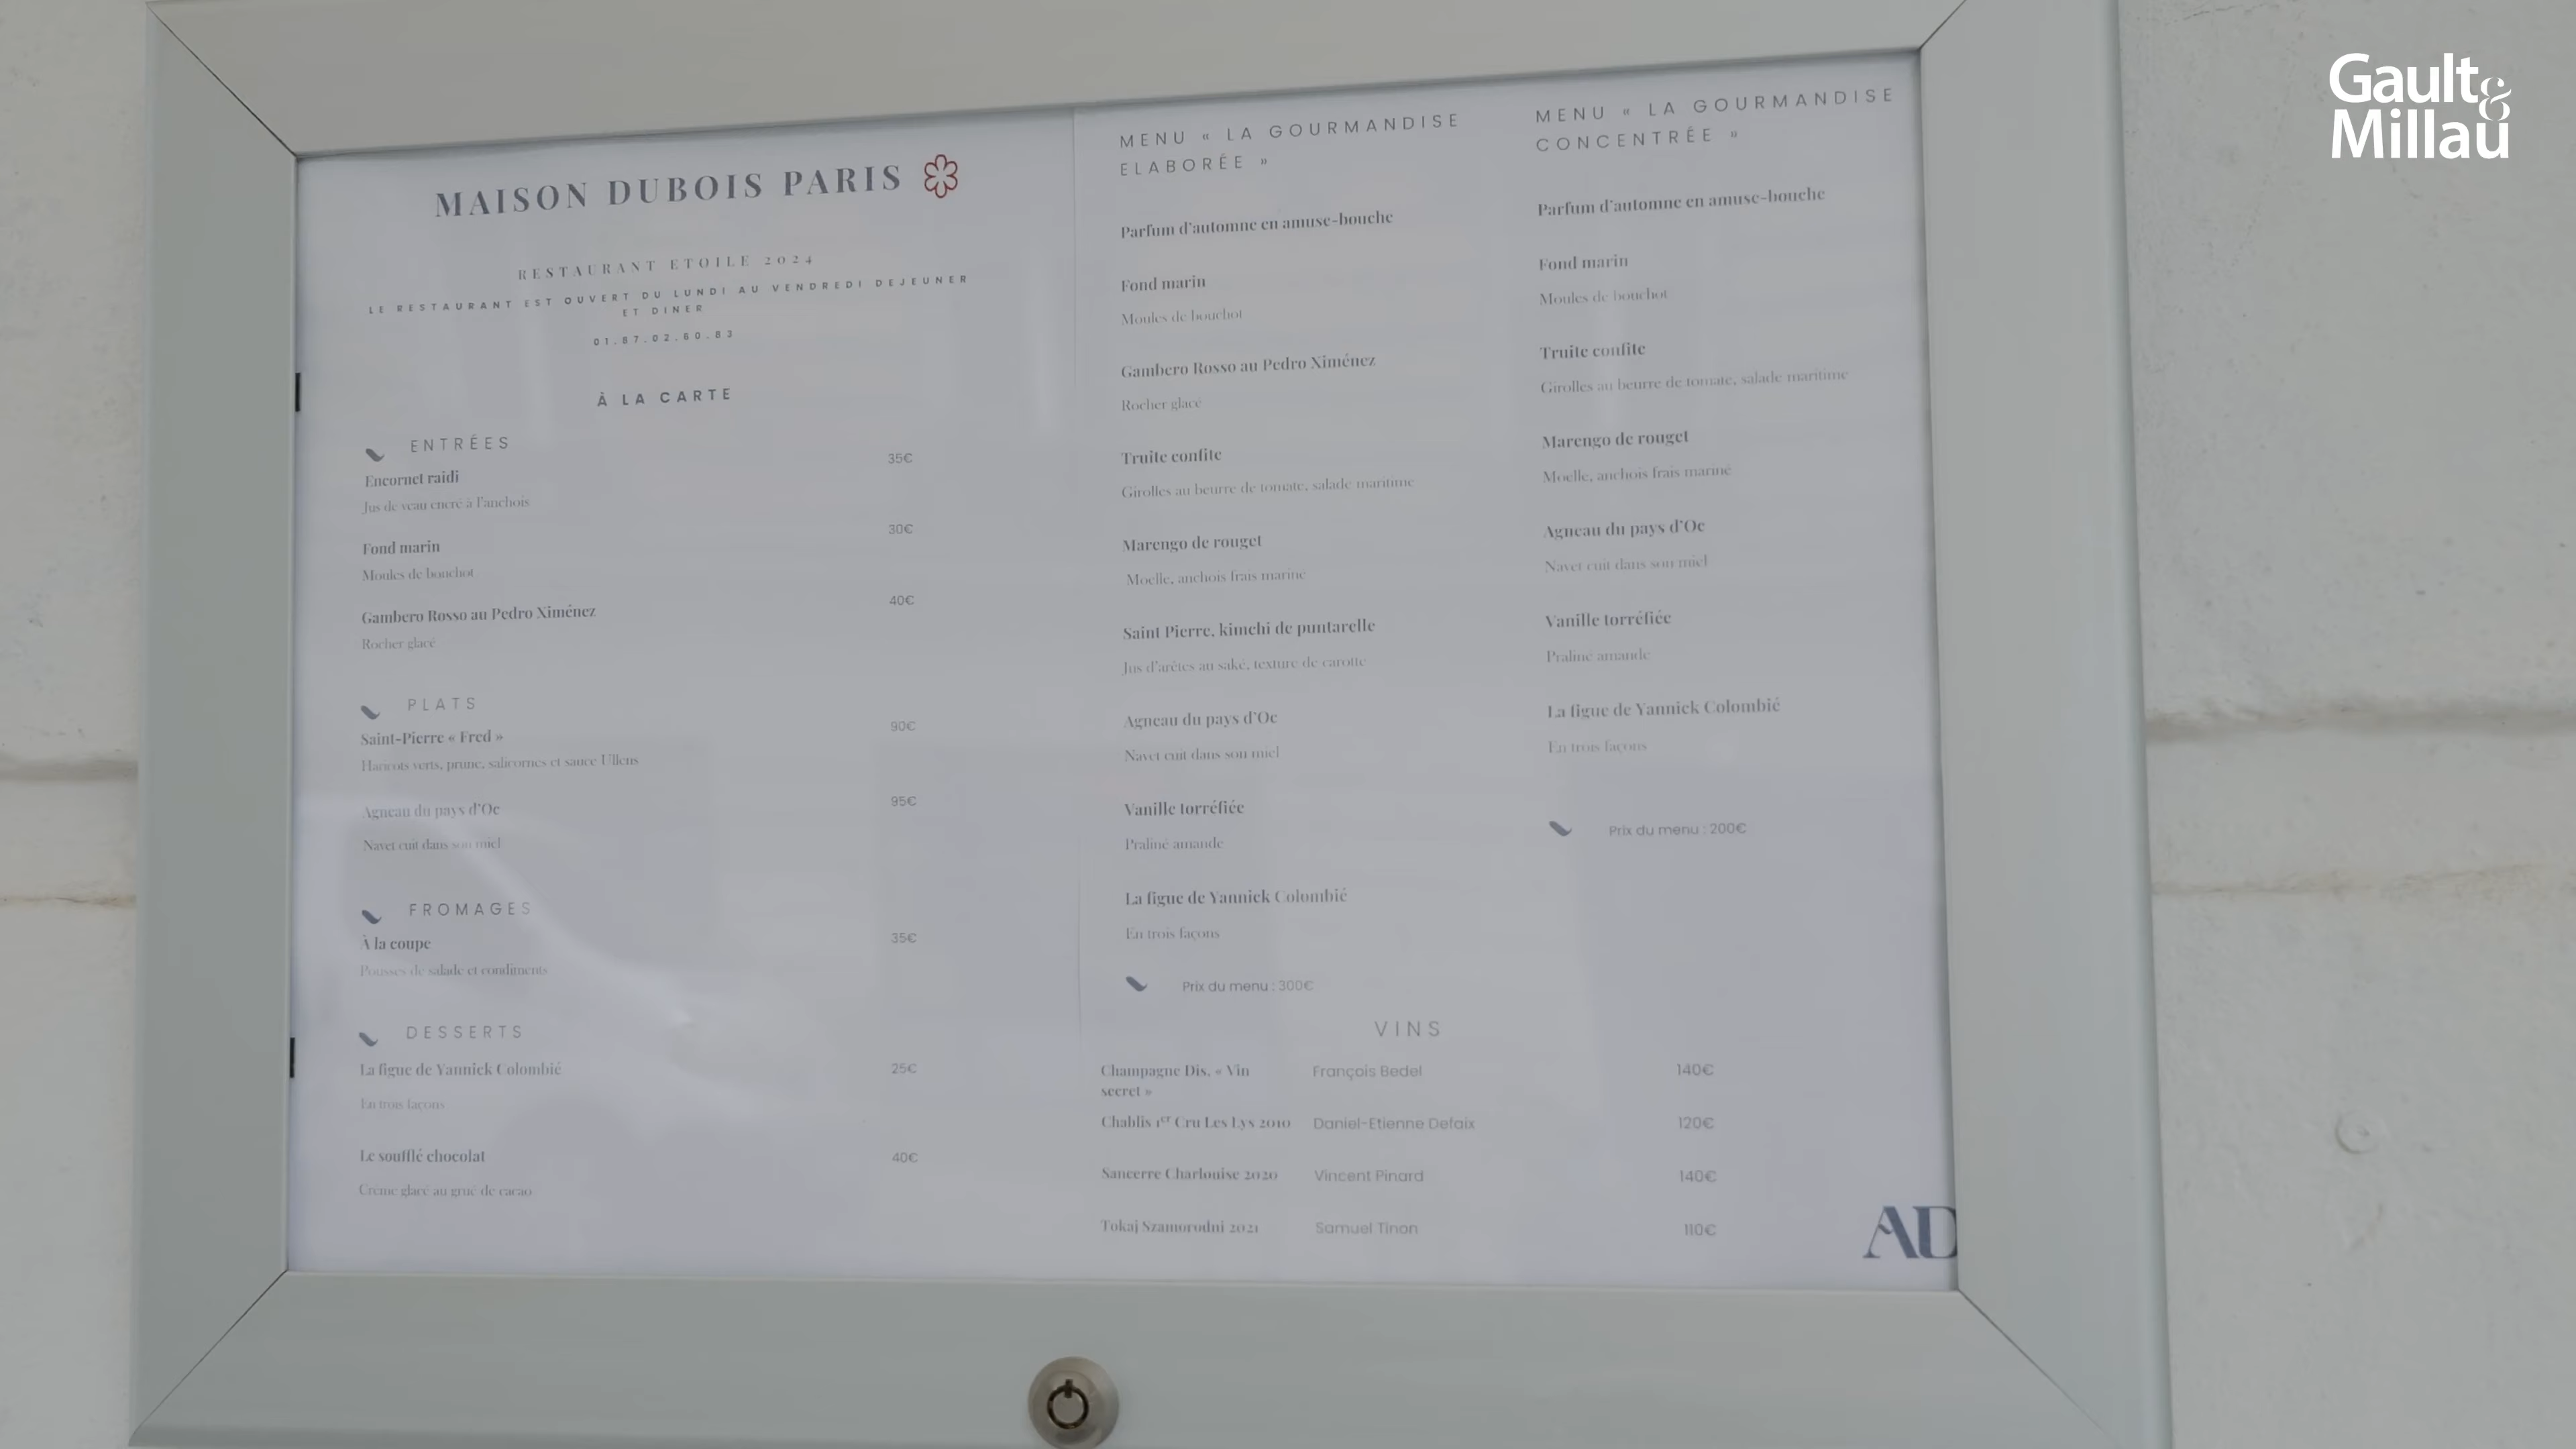 MAISON DUBOIS PARIS
RESTAURANT ETOILE 2024
LE RESTAURANT EST OUVERT DU LUNDI AU VENDREDI DEJEUNER
ET DINER
01.87.02.60.83
À LA CARTE
ENTRÉES
Encornet raidi 35€
Jus de veau encré à l'anchois
Fond marin 30€
Moules de bouchot
Gambero Rosso au Pedro Ximénez 40€
Rocher glacé
PLATS
Saint-Pierre « Fred » 90€
Haricots verts, prune, salicornes et sauce Ulleus
Agneau du pays d'Oc 95€
Navet cuit dans son miel
FROMAGES
À la coupe 35€
Pousses de salade et condiments
DESSERTS
La figue de Yannick Colombié 25€
En trois façons
Le soufflé chocolat 40€
Crème glacé au grué de cacao
MENU « LA GOURMANDISE
ELABORÉE »
Parfum d'automne en amuse-bouche
Fond marin
Moules de bouchot
Gambero Rosso au Pedro Ximénez
Rocher glacé
Truite confite
Girolles au beurre de tomate, salade maritime
Marengo de rouget
Moelle, anchois frais mariné
Saint Pierre, kimchi de puntarelle
Jus d'arêtes au saké, texture de carotte
Agneau du pays d'Oc
Navet cuit dans son miel
Vanille torréfiée
Praliné amande
La figue de Yannick Colombié
En trois façons
Prix du menu : 300€
MENU « LA GOURMANDISE
CONCENTRÉE »
Parfum d'automne en amuse-bouche
Fond marin
Moules de bouchot
Truite confite
Girolles au beurre de tomate, salade maritime
Marengo de rouget
Moelle, anchois frais mariné
Agneau du pays d'Oc
Navet cuit dans son miel
Vanille torréfiée
Praliné amande
La figue de Yannick Colombié
En trois façons
Prix du menu : 200€
VINS
Champagne Dis, « Vin François Bedel 140€
secret »
Chablis 1er Cru Les Lys 2010 Daniel-Etienne Defaix 120€
Sancerre Charlouise 2020 Vincent Pinard 140€
Tokaj Szamorodni 2021 Samuel Tinon 110€
AD
Gault&
Millau